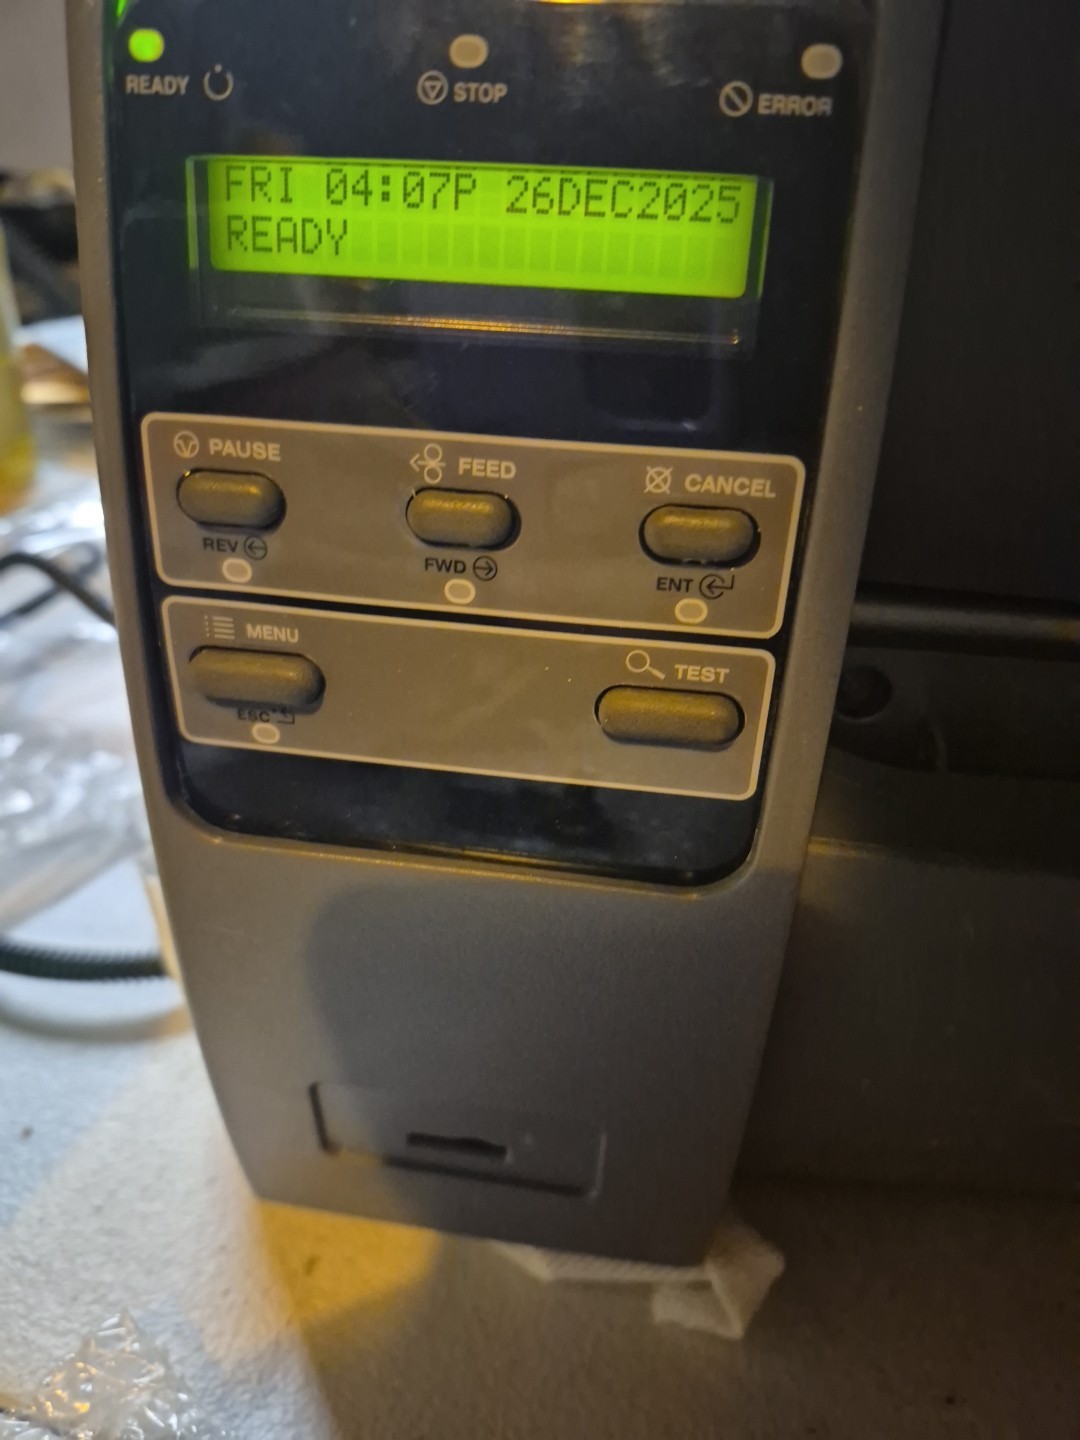 READY
STOP
ERROR
FRI 04:07P 26DEC2025
READY
PAUSE
FEED
CANCEL
REV
FWD
ENT
MENU
TEST
ESC